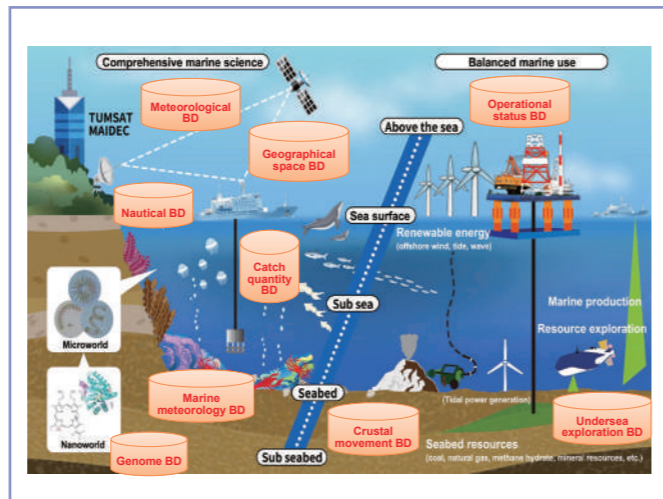 Comprehensive marine science
Balanced marine use
Meteorological
BD
Operational
status BD
TUMSAT
MAIDEC
Above the sea
Geographical
space BD
Nautical BD
Sea surface
Renewable energy
(offshore wind, tide, wave)
Catch
quantity
BD
Sub sea
Marine production
Resource exploration
Microworld
Marine
meteorology BD
Seabed
(Tidal power generation)
Nanoworld
Crustal
movement BD
Undersea
exploration BD
Genome BD
Sub seabed
Seabed resources
(coal, natural gas, methane hydrate, mineral resources, etc.)